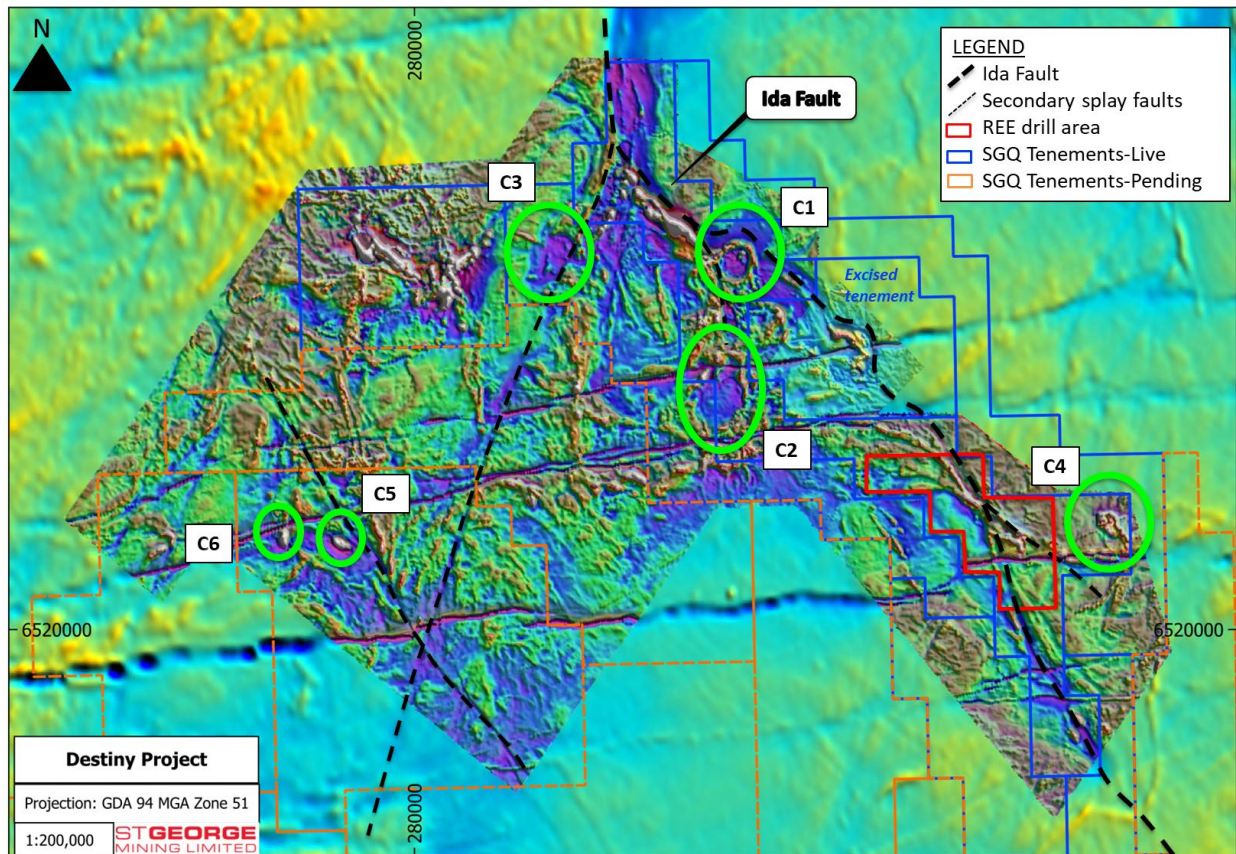 N
280000
LEGEND
Ida Fault
Secondary splay faults
REE drill area
SGQ Tenements-Live
SGQ Tenements-Pending
Ida Fault
C3
C1
Excised
tenement
C2
C4
C5
C6
6520000
6520000
Destiny Project
Projection: GDA 94 MGA Zone 51
1:200,000
STGEORGE
MINING LIMITED
280000